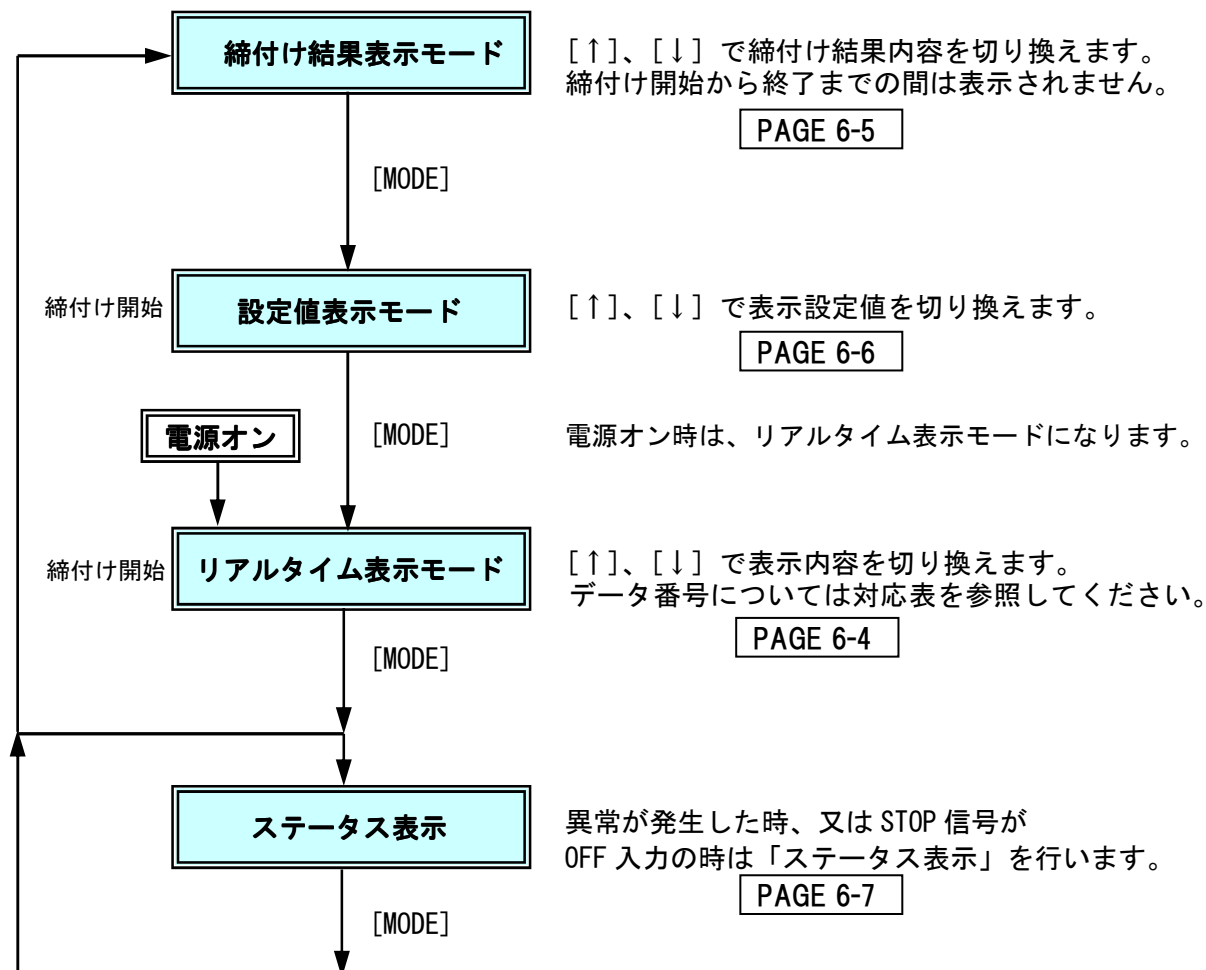 締付け結果表示モード
[↑]、[↓] で締付け結果内容を切り換えます。
締付け開始から終了までの間は表示されません。
PAGE 6-5
[MODE]
締付け開始
設定値表示モード
[↑]、[↓] で表示設定値を切り換えます。
PAGE 6-6
電源オン
[MODE]
電源オン時は、リアルタイム表示モードになります。
締付け開始
リアルタイム表示モード
[↑]、[↓] で表示内容を切り換えます。
データ番号については対応表を参照してください。
PAGE 6-4
[MODE]
ステータス表示
異常が発生した時、又は STOP 信号が
OFF 入力の時は「ステータス表示」を行います。
PAGE 6-7
[MODE]